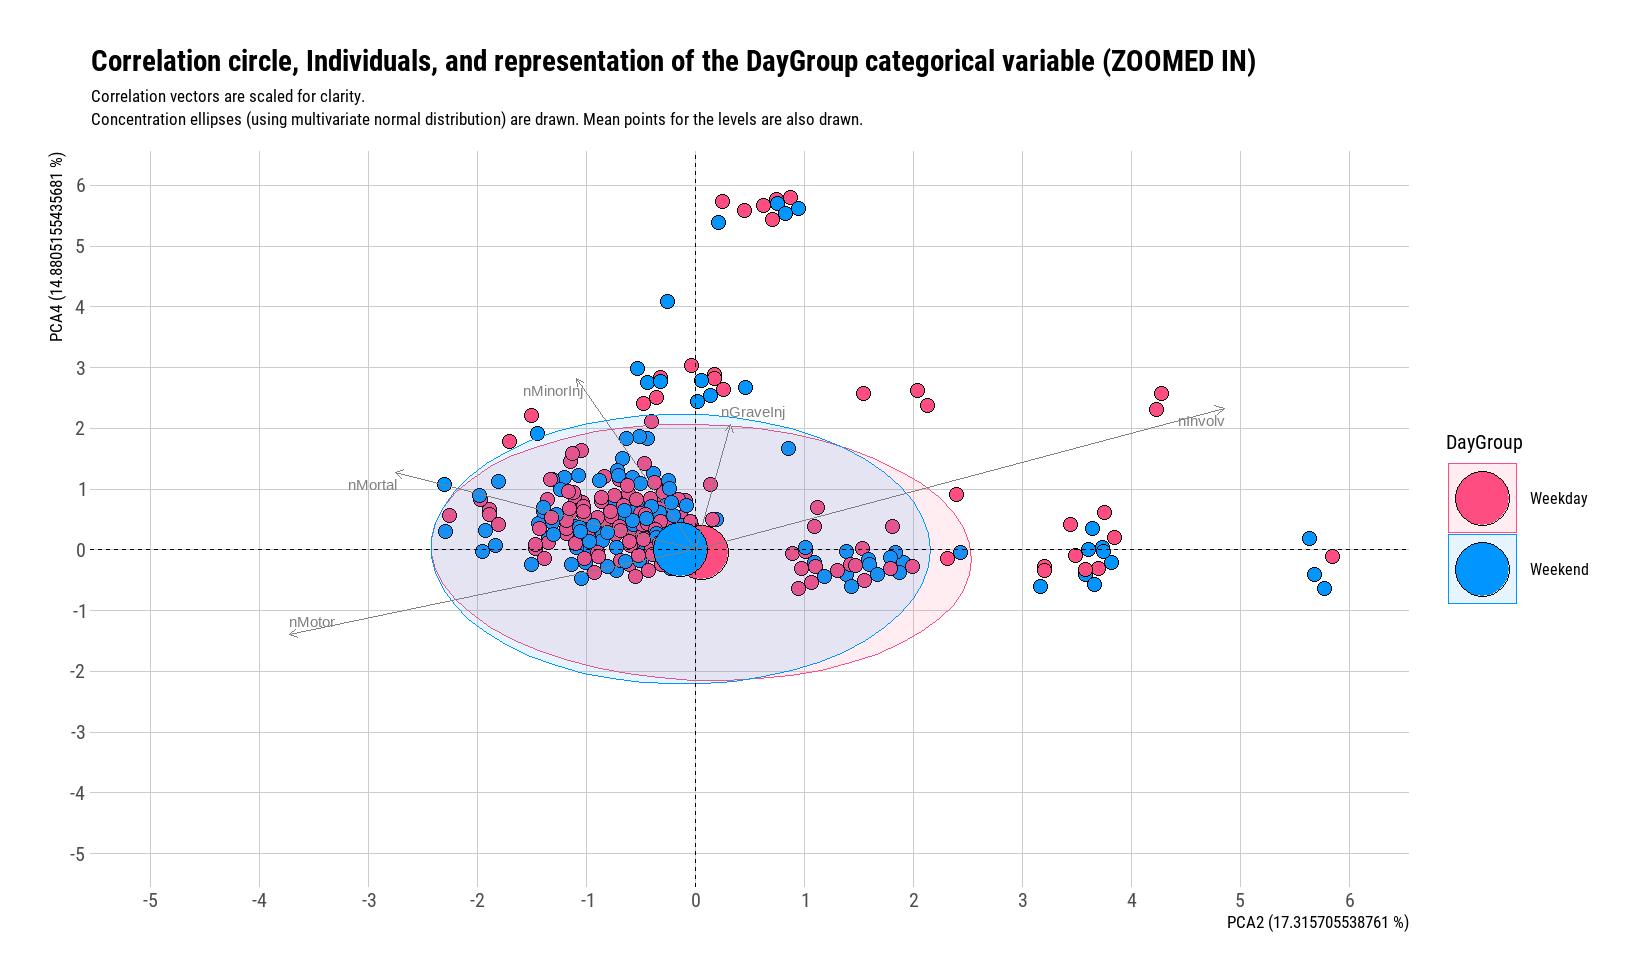 Correlation circle, Individuals, and representation of the DayGroup categorical variable (ZOOMED IN)
Correlation vectors are scaled for clarity.
Concentration ellipses (using multivariate normal distribution) are drawn. Mean points for the levels are also drawn.
PCA4 (14.8805155435681 %)
6
5
4
3
2
1
0
-1
-2
-3
-4
-5
nMinorInj
nGraveInj
nInvolv
nMortal
nMotor
DayGroup
Weekday
Weekend
-5 -4 -3 -2 -1 0 1 2 3 4 5 6
PCA2 (17.315705538761 %)